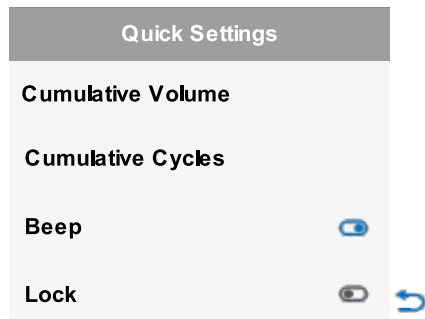 Quick Settings
Cumulative Volume
Cumulative Cycles
Beep
Lock